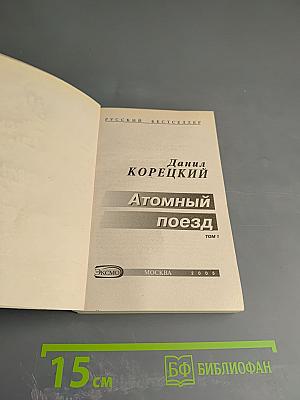 РУССКИЙ БЕСТСЕЛЛЕР
Данил
КОРЕЦКИЙ
Атомный
поезд
ТОМ 1
ЭКСМО
МОСКВА 2005
15 см
БФ БИБЛИОФАН